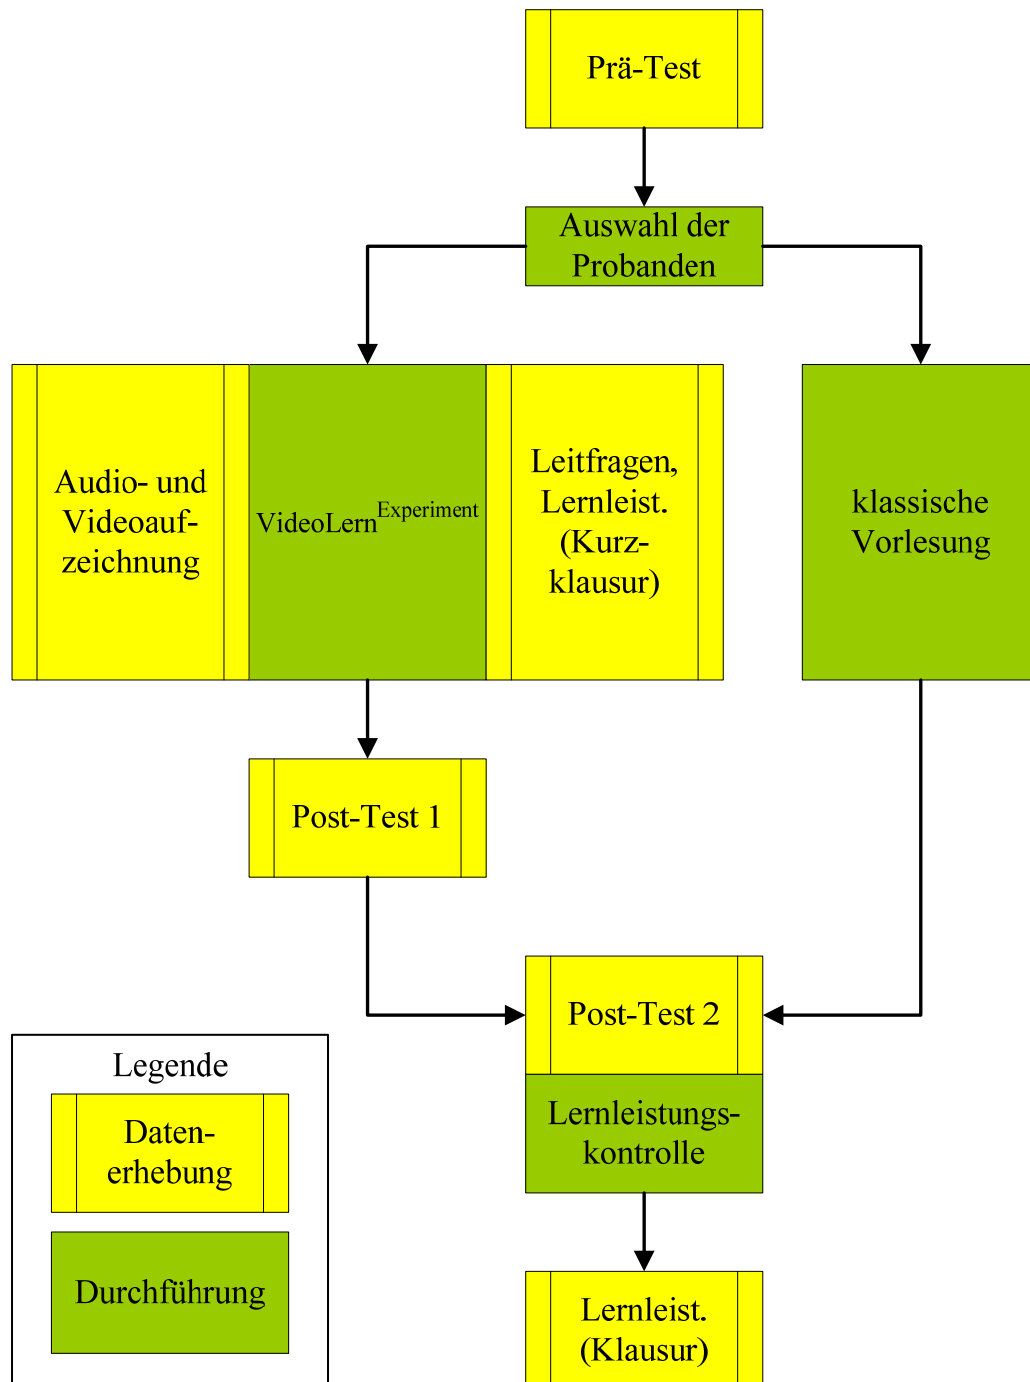 Prä-Test
Auswahl der
Probanden
Audio- und
Videoauf-
zeichnung
VideoLern^Experiment
Leitfragen,
Lernleist.
(Kurz-
klausur)
klassische
Vorlesung
Post-Test 1
Post-Test 2
Lernleistungs-
kontrolle
Lernleist.
(Klausur)
Legende
Daten-
erhebung
Durchführung